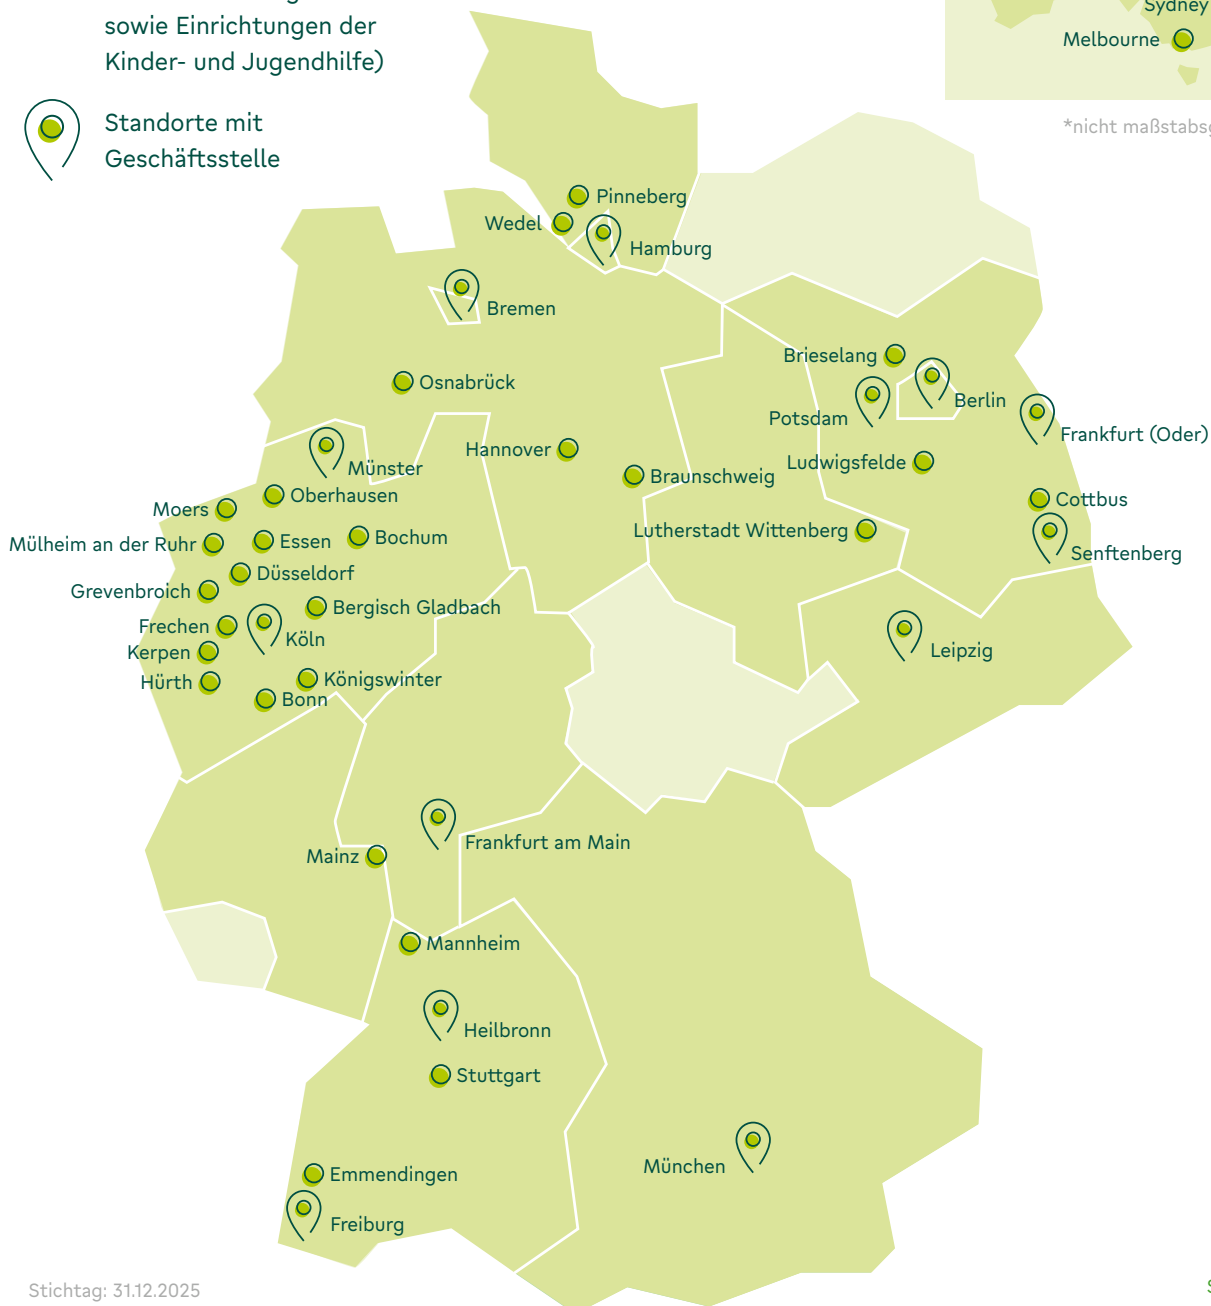 sowie Einrichtungen der
Kinder- und Jugendhilfe)
Standorte mit
Geschäftsstelle
Sydney
Melbourne
Pinneberg
Wedel
Hamburg
Bremen
Brieselang
Osnabrück
Berlin
Potsdam
Frankfurt (Oder)
Hannover
Münster
Ludwigsfelde
Braunschweig
Oberhausen
Cottbus
Moers
Lutherstadt Wittenberg
Bochum
Essen
Mülheim an der Ruhr
Senftenberg
Düsseldorf
Grevenbroich
Bergisch Gladbach
Frechen
Köln
Kerpen
Leipzig
Königswinter
Hürth
Bonn
Frankfurt am Main
Mainz
Mannheim
Heilbronn
Stuttgart
München
Emmendingen
Freiburg
Stichtag: 31.12.2025